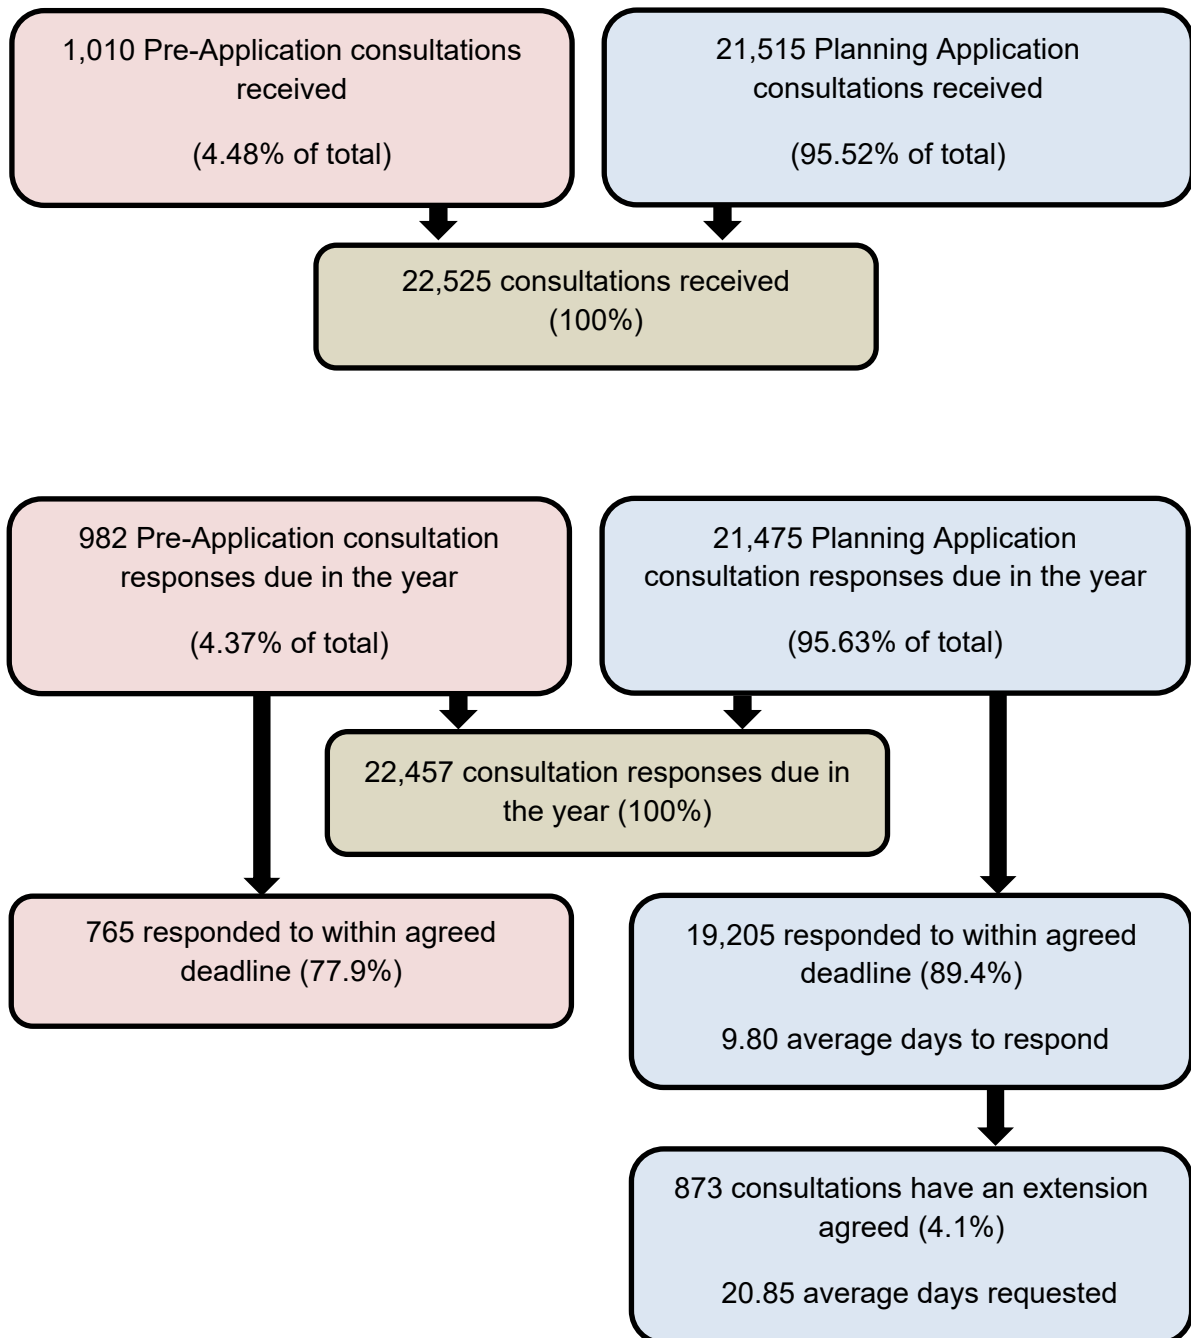 1,010 Pre-Application consultations
received
(4.48% of total)
21,515 Planning Application
consultations received
(95.52% of total)
22,525 consultations received
(100%)
982 Pre-Application consultation
responses due in the year
(4.37% of total)
21,475 Planning Application
consultation responses due in the year
(95.63% of total)
22,457 consultation responses due in
the year (100%)
765 responded to within agreed
deadline (77.9%)
19,205 responded to within agreed
deadline (89.4%)
9.80 average days to respond
873 consultations have an extension
agreed (4.1%)
20.85 average days requested